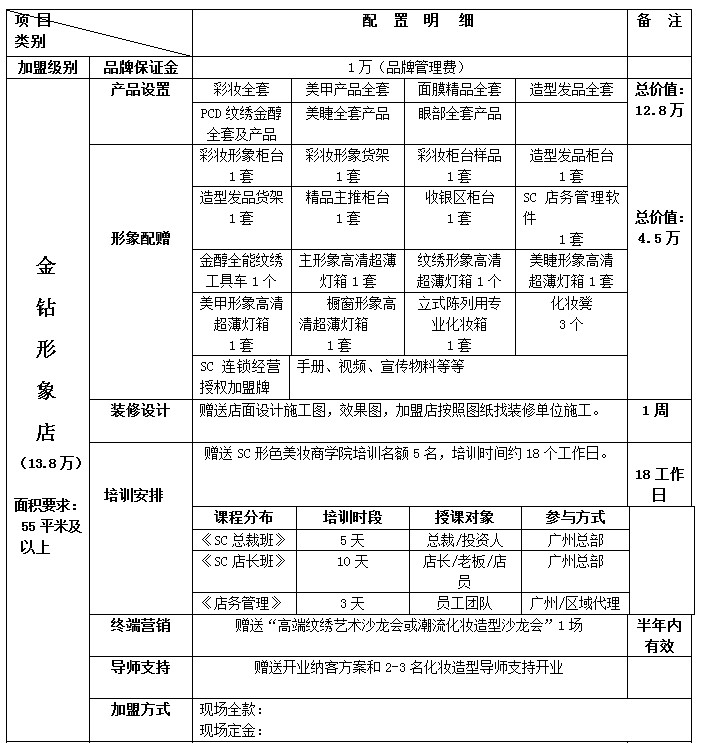 项 目
类别
配 置 明 细
备 注
加盟级别
品牌保证金
1万（品牌管理费）
金
钻
形
象
店
（13.8万）
面积要求：
55平米及
以上
产品设置
彩妆全套
美甲产品全套
面膜精品全套
造型发品全套
PCD纹绣金醇
全套及产品
美睫全套产品
眼部全套产品
总价值：
12.8万
形象配赠
彩妆形象柜台
1套
彩妆形象货架
1套
彩妆柜台样品
1套
造型发品柜台
1套
造型发品货架
1套
精品主推柜台
1套
收银区柜台
1套
SC 店务管理软
件
1套
金醇全能纹绣
工具车1个
主形象高清超薄
灯箱1套
纹绣形象高清
超薄灯箱1个
美睫形象高清
超薄灯箱1套
美甲形象高清
超薄灯箱
1套
橱窗形象高
清超薄灯箱
1套
立式陈列用专
业化妆箱
1套
化妆凳
3个
SC 连锁经营
授权加盟牌
手册、视频、宣传物料等等
总价值：
4.5万
装修设计
赠送店面设计施工图，效果图，加盟店按照图纸找装修单位施工。
1周
培训安排
赠送SC形色美妆商学院培训名额5名，培训时间约18个工作日。
18工作
日
课程分布
培训时段
授课对象
参与方式
《SC总裁班》
5天
总裁/投资人
广州总部
《SC店长班》
10天
店长/老板/店
员
广州总部
《店务管理》
3天
员工团队
广州/区域代理
终端营销
赠送“高端纹绣艺术沙龙会或潮流化妆造型沙龙会”1场
半年内
有效
导师支持
赠送开业纳客方案和2-3名化妆造型导师支持开业
加盟方式
现场全款：
现场定金：